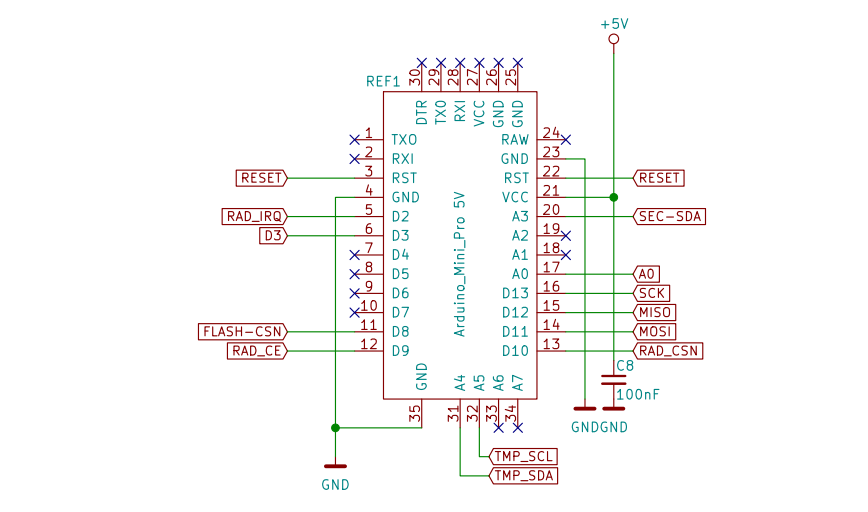 +5V
REF1
30 29 28 27 26 25
DTR TXO RXI VCC GND GND
1 TXO RAW 24
2 RXI GND 23
RESET 3 RST RST 22 RESET
4 GND VCC 21
RAD_IRQ 5 D2 A3 20 SEC-SDA
D3 6 D3 A2 19
7 D4 A1 18
8 D5 A0 17 A0
9 D6 D13 16 SCK
10 D7 D12 15 MISO
FLASH-CSN 11 D8 D11 14 MOSI
RAD_CE 12 D9 D10 13 RAD_CSN
Arduino_Mini_Pro 5V
GND A4 A5 A6 A7
35 31 32 33 34
C8
100nF
GND GND
TMP_SCL
TMP_SDA
GND